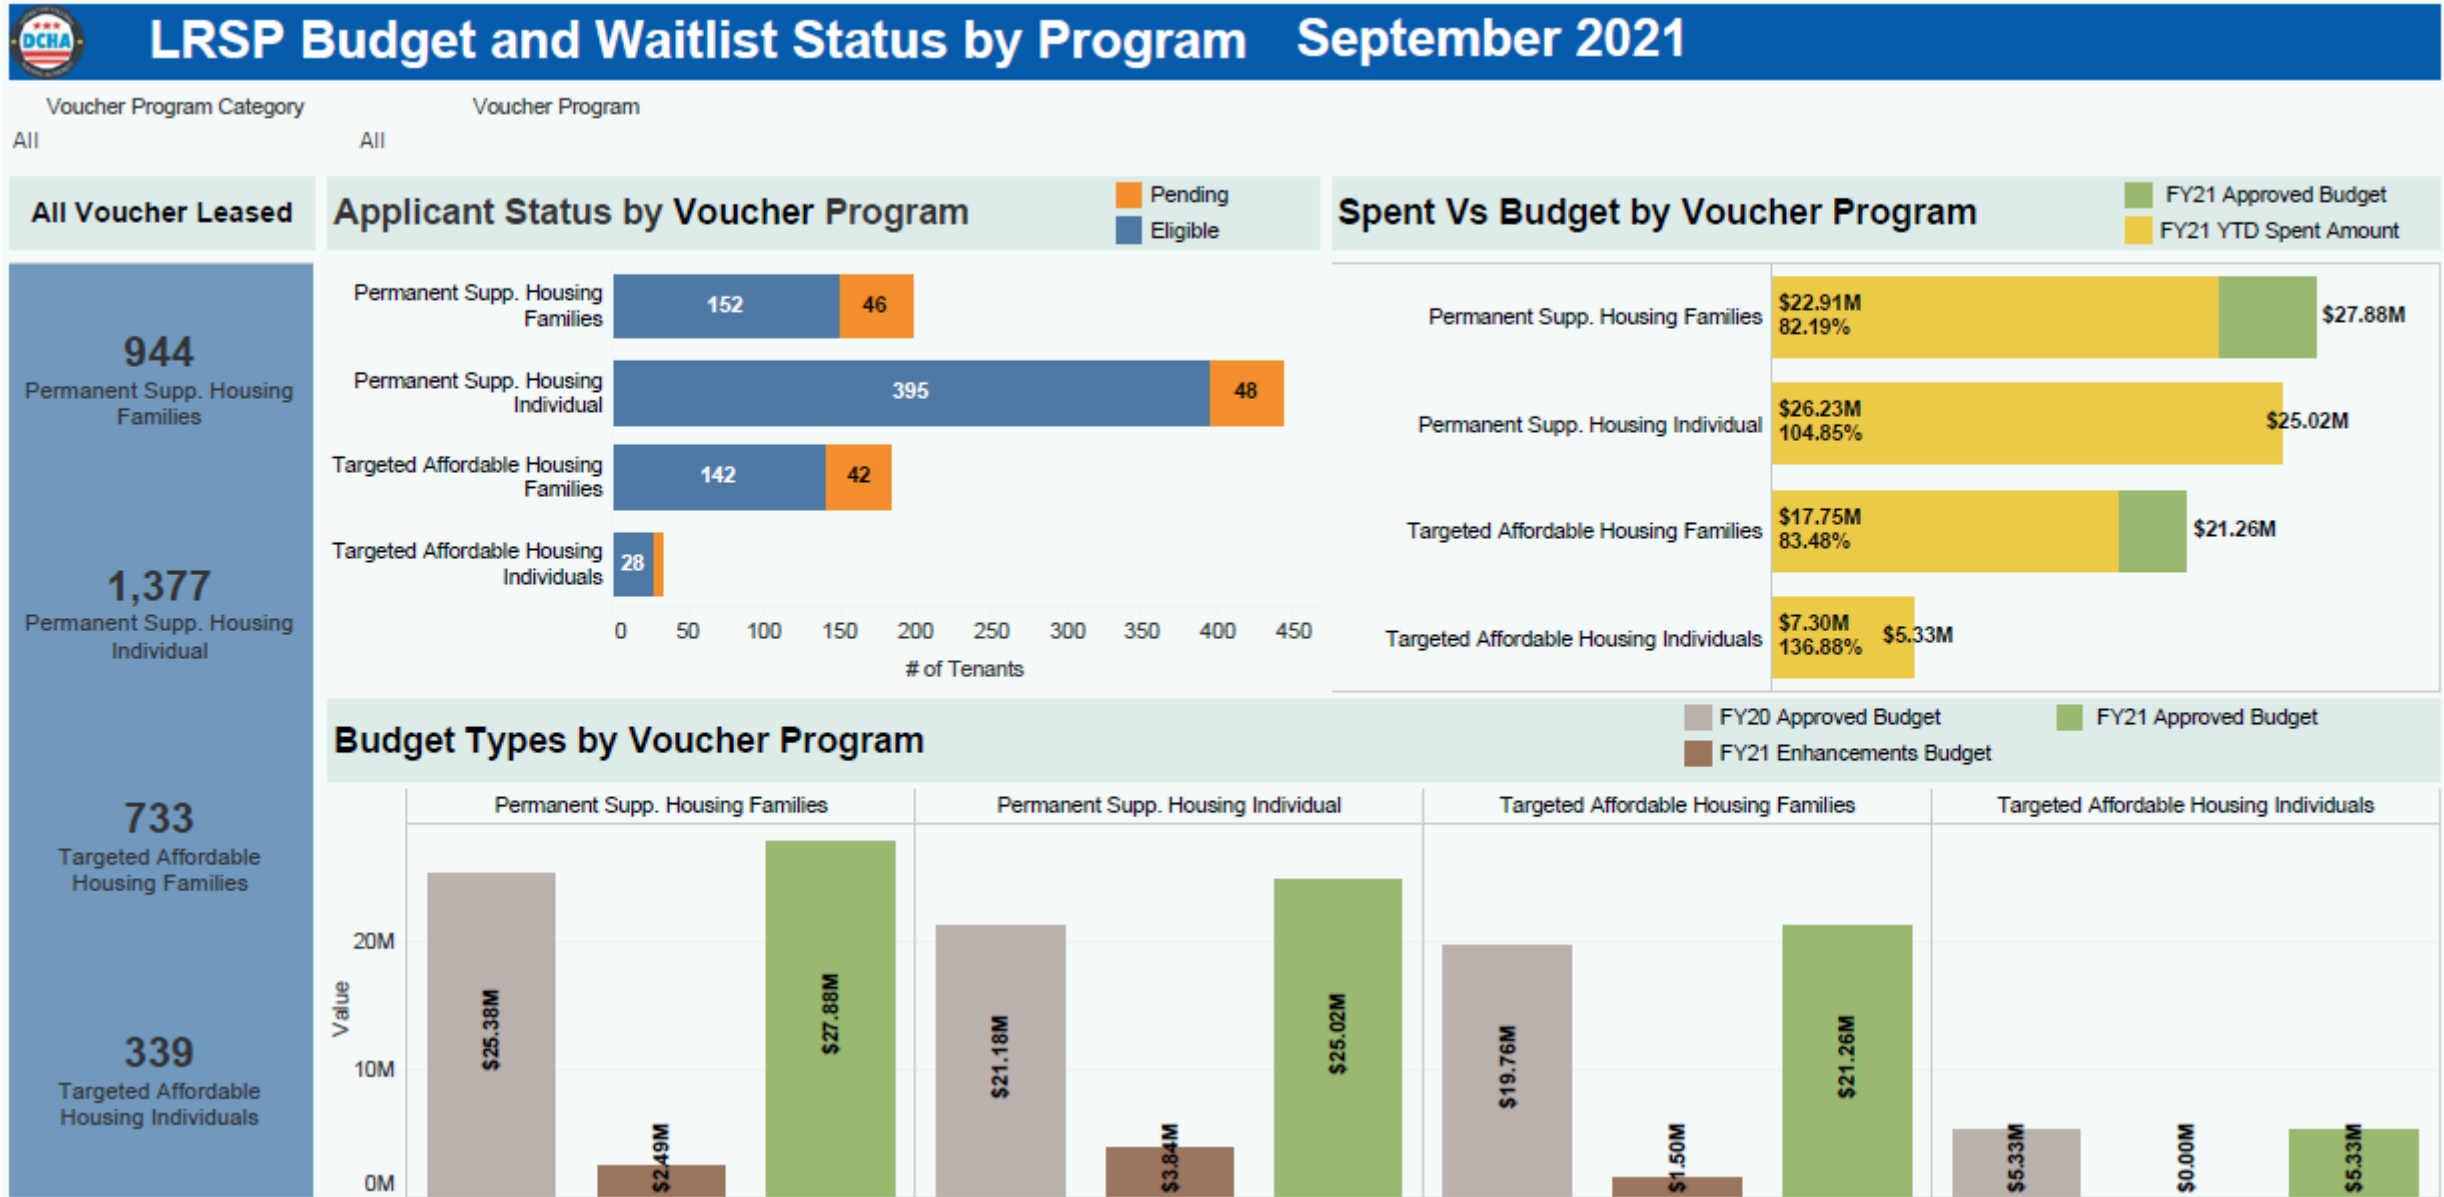 DCHA
LRSP Budget and Waitlist Status by Program September 2021
Voucher Program Category
All
Voucher Program
All
All Voucher Leased
944
Permanent Supp. Housing
Families
1,377
Permanent Supp. Housing
Individual
733
Targeted Affordable
Housing Families
339
Targeted Affordable
Housing Individuals
Applicant Status by Voucher Program
Pending
Eligible
Permanent Supp. Housing
Families
152
46
Permanent Supp. Housing
Individual
395
48
Targeted Affordable Housing
Families
142
42
Targeted Affordable Housing
Individuals
28
0 50 100 150 200 250 300 350 400 450
# of Tenants
Spent Vs Budget by Voucher Program
FY21 Approved Budget
FY21 YTD Spent Amount
Permanent Supp. Housing Families
$22.91M
82.19%
$27.88M
Permanent Supp. Housing Individual
$26.23M
104.85%
$25.02M
Targeted Affordable Housing Families
$17.75M
83.48%
$21.26M
Targeted Affordable Housing Individuals
$7.30M
136.88%
$5.33M
Budget Types by Voucher Program
FY20 Approved Budget
FY21 Approved Budget
FY21 Enhancements Budget
Permanent Supp. Housing Families
Permanent Supp. Housing Individual
Targeted Affordable Housing Families
Targeted Affordable Housing Individuals
Value
20M
10M
0M
$25.38M
$2.49M
$27.88M
$21.18M
$3.84M
$25.02M
$19.76M
$1.50M
$21.26M
$5.33M
$0.00M
$5.33M